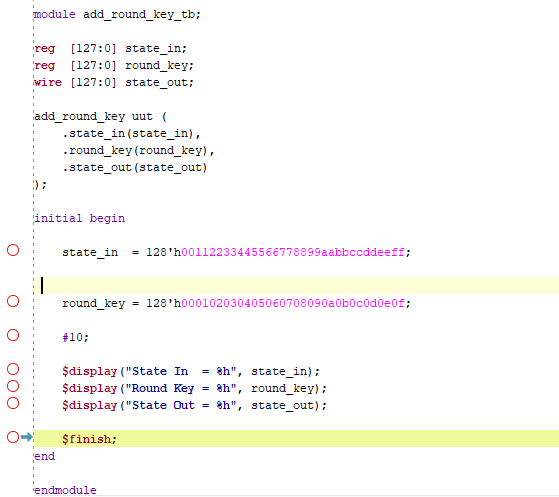 module add_round_key_tb;
reg  [127:0] state_in;
reg  [127:0] round_key;
wire [127:0] state_out;
add_round_key uut (
    .state_in(state_in),
    .round_key(round_key),
    .state_out(state_out)
);
initial begin
    state_in  = 128'h00112233445566778899aabbccddeeff;
    round_key = 128'h000102030405060708090a0b0c0d0e0f;
    #10;
    $display("State In  = %h", state_in);
    $display("Round Key = %h", round_key);
    $display("State Out = %h", state_out);
    $finish;
end
endmodule